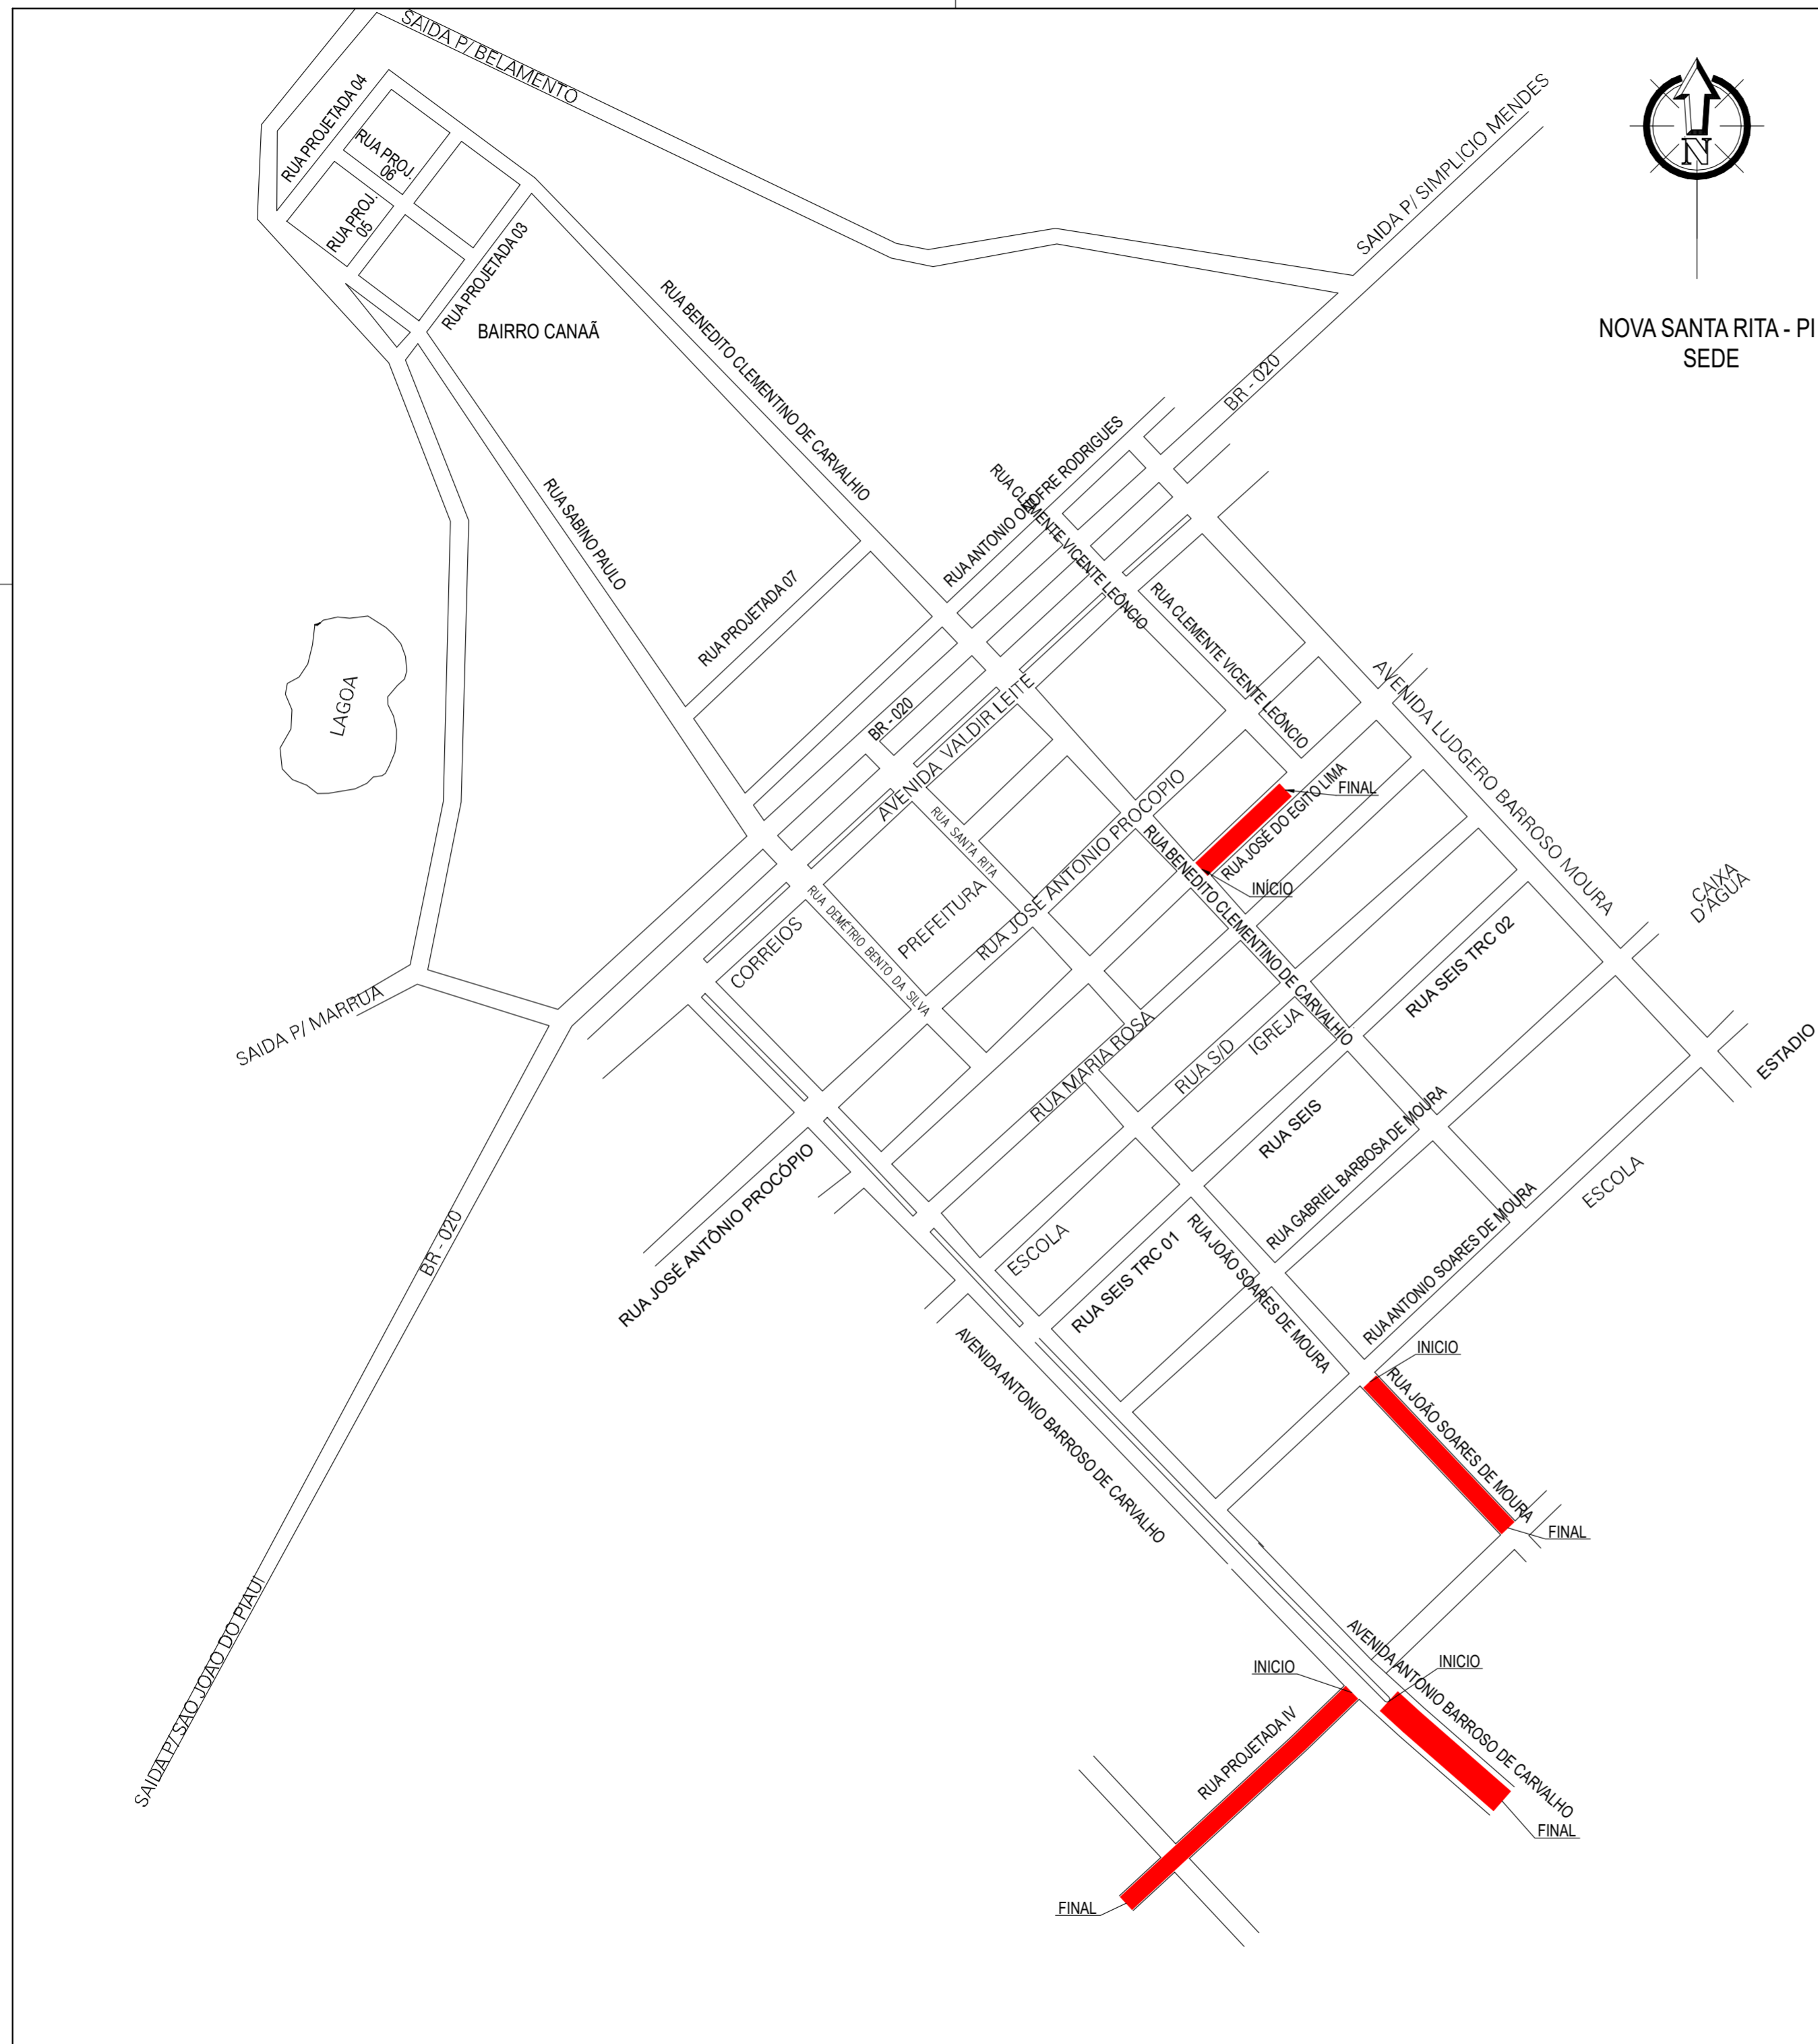 SAIDA P/ BELAMENTO
RUA PROJETADA 04
RUA PROJ.
06
RUA PROJ.
05
RUA PROJETADA 03
BAIRRO CANAÃ
SAIDA P/ SIMPLICIO MENDES
N
NOVA SANTA RITA - PI
SEDE
RUA BENEDITO CLEMENTINO DE CARVALHIO
BR - 020
RUA ANTONIO ONOFRE RODRIGUES
RUA CLEMENTE VICENTE LEÔNCIO
RUA SABINO PAULO
RUA PROJETADA 07
RUA CLEMENTE VICENTE LEÔNCIO
LAGOA
BR - 020
AVENIDA VALDIR LEITE
AVENIDA LUDGERO BARROSO MOURA
RUA JOSÉ DO EGITO LIMA
FINAL
INÍCIO
RUA SANTA RITA
RUA JOSE ANTONIO PROCOPIO
RUA BENEDITO CLEMENTINO DE CARVALHIO
PREFEITURA
RUA DEMÉTRIO BENTO DA SILVA
CORREIOS
CAIXA
D'AGUA
RUA SEIS TRC 02
SAIDA P/ MARRUA
RUA MARIA ROSA
RUA S/D
IGREJA
ESTADIO
RUA SEIS
RUA GABRIEL BARBOSA DE MOURA
RUA JOSÉ ANTÔNIO PROCÓPIO
ESCOLA
RUA ANTONIO SOARES DE MOURA
BR - 020
ESCOLA
RUA SEIS TRC 01
RUA JOÃO SOARES DE MOURA
INICIO
RUA JOÃO SOARES DE MOURA
FINAL
AVENIDA ANTONIO BARROSO DE CARVALHO
SAIDA P/ SAO JOAO DO PIAUI
AVENIDA ANTONIO BARROSO DE CARVALHO
INICIO
INICIO
RUA PROJETADA IV
FINAL
FINAL